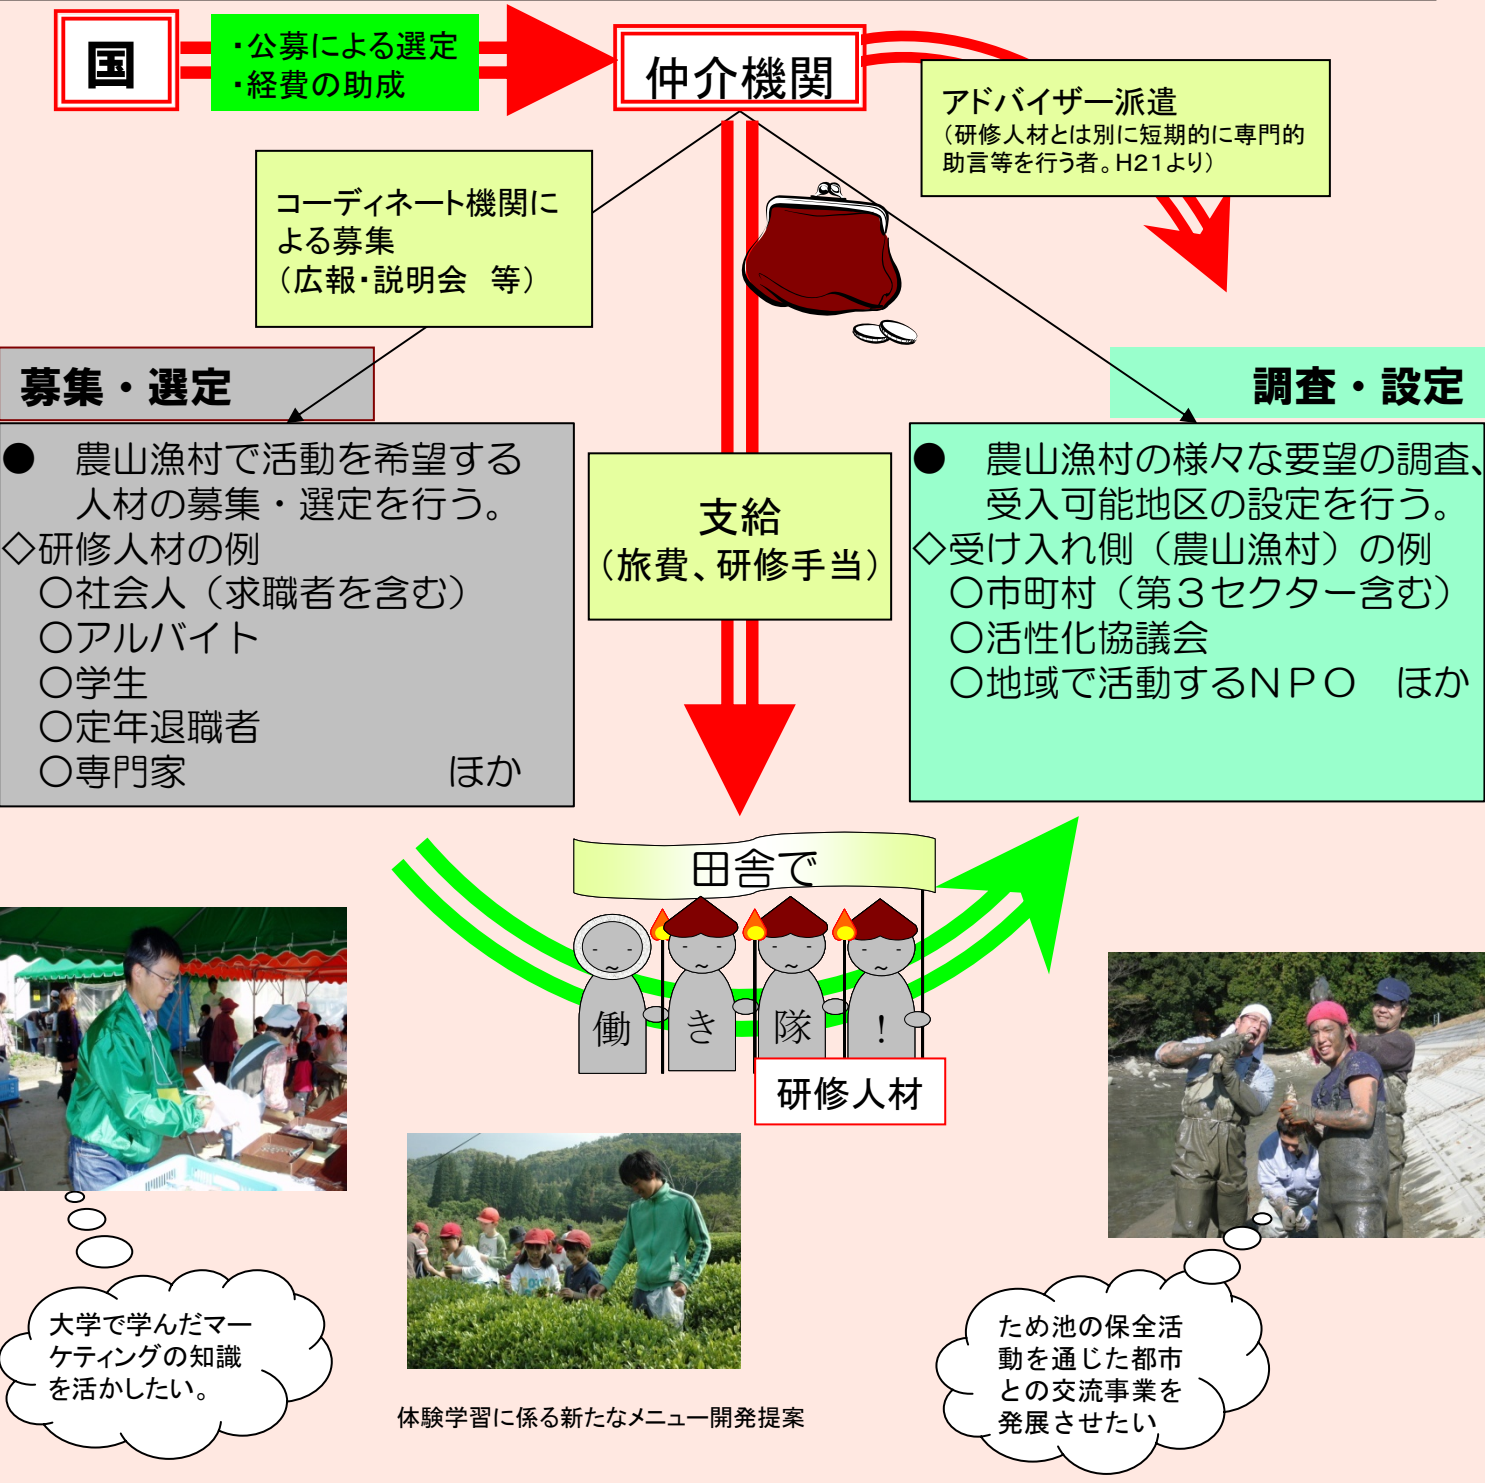 国
・公募による選定
・経費の助成
仲介機関
アドバイザー派遣
（研修人材とは別に短期的に専門的
助言等を行う者。H21より）
コーディネート機関に
よる募集
（広報・説明会　等）
募集・選定
●　農山漁村で活動を希望する
人材の募集・選定を行う。
◇研修人材の例
○社会人（求職者を含む）
○アルバイト
○学生
○定年退職者
○専門家　　　　　　　ほか
支給
（旅費、研修手当）
調査・設定
●　農山漁村の様々な要望の調査、
受入可能地区の設定を行う。
◇受け入れ側（農山漁村）の例
○市町村（第３セクター含む）
○活性化協議会
○地域で活動するＮＰＯ　ほか
田舎で
働き隊！
研修人材
大学で学んだマー
ケティングの知識
を活かしたい。
体験学習に係る新たなメニュー開発提案
ため池の保全活
動を通じた都市
との交流事業を
発展させたい